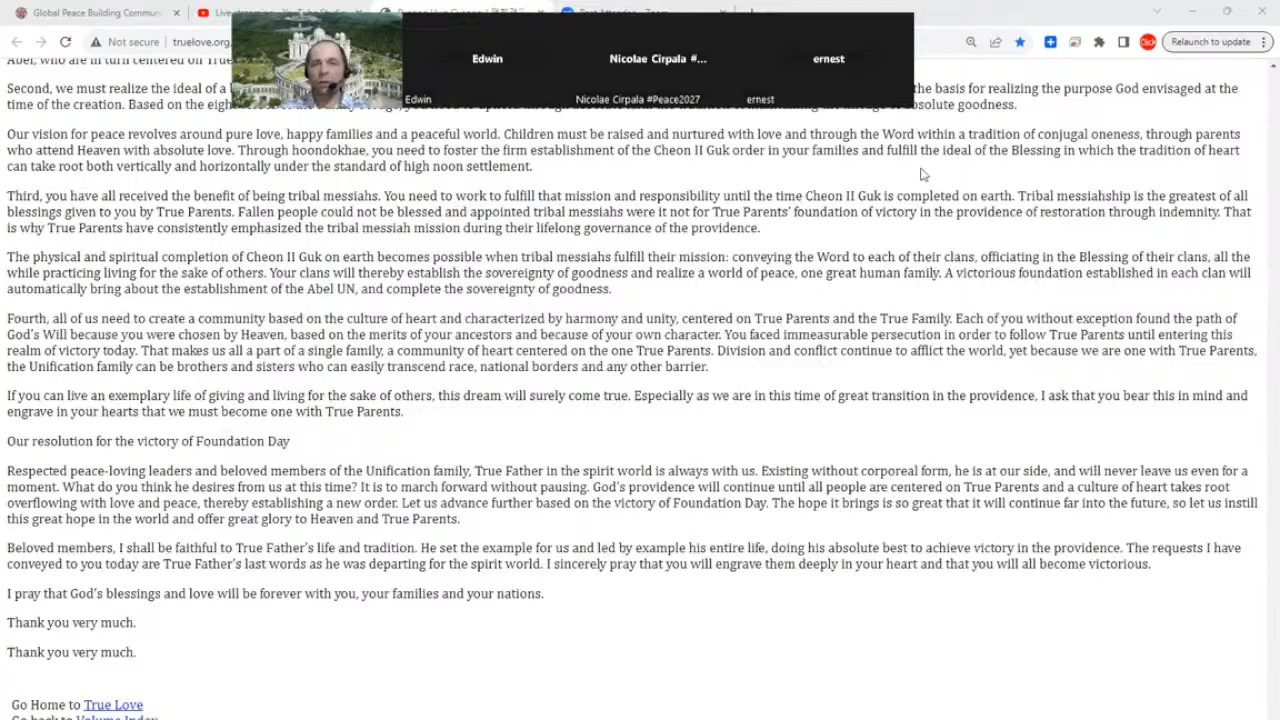 Global Peace Building Commun
Not secure
truelove.org.
Relaunch to update
Edwin
Nicolae Cirpala #...
ernest
Edwin
Nicolae Cirpala #Peace2027
ernest
Second, we must realize the ideal of a
the basis for realizing the purpose God envisaged at the
time of the creation. Based on the eigh
bsolute goodness.
Our vision for peace revolves around pure love, happy families and a peaceful world. Children must be raised and nurtured with love and through the Word within a tradition of conjugal oneness, through parents
who attend Heaven with absolute love. Through hoondokhae, you need to foster the firm establishment of the Cheon Il Guk order in your families and fulfill the ideal of the Blessing in which the tradition of heart
can take root both vertically and horizontally under the standard of high noon settlement.
Third, you have all received the benefit of being tribal messiahs. You need to work to fulfill that mission and responsibility until the time Cheon Il Guk is completed on earth. Tribal messiahship is the greatest of all
blessings given to you by True Parents. Fallen people could not be blessed and appointed tribal messiahs were it not for True Parents' foundation of victory in the providence of restoration through indemnity. That
is why True Parents have consistently emphasized the tribal messiah mission during their lifelong governance of the providence.
The physical and spiritual completion of Cheon Il Guk on earth becomes possible when tribal messiahs fulfill their mission: conveying the Word to each of their clans, officiating in the Blessing of their clans, all the
while practicing living for the sake of others. Your clans will thereby establish the sovereignty of goodness and realize a world of peace, one great human family. A victorious foundation established in each clan will
automatically bring about the establishment of the Abel UN, and complete the sovereignty of goodness.
Fourth, all of us need to create a community based on the culture of heart and characterized by harmony and unity, centered on True Parents and the True Family. Each of you without exception found the path of
God's Will because you were chosen by Heaven, based on the merits of your ancestors and because of your own character. You faced immeasurable persecution in order to follow True Parents until entering this
realm of victory today. That makes us all a part of a single family, a community of heart centered on the one True Parents. Division and conflict continue to afflict the world, yet because we are one with True Parents,
the Unification family can be brothers and sisters who can easily transcend race, national borders and any other barrier.
If you can live an exemplary life of giving and living for the sake of others, this dream will surely come true. Especially as we are in this time of great transition in the providence, I ask that you bear this in mind and
engrave in your hearts that we must become one with True Parents.
Our resolution for the victory of Foundation Day
Respected peace-loving leaders and beloved members of the Unification family, True Father in the spirit world is always with us. Existing without corporeal form, he is at our side, and will never leave us even for a
moment. What do you think he desires from us at this time? It is to march forward without pausing. God's providence will continue until all people are centered on True Parents and a culture of heart takes root
overflowing with love and peace, thereby establishing a new order. Let us advance further based on the victory of Foundation Day. The hope it brings is so great that it will continue far into the future, so let us instill
this great hope in the world and offer great glory to Heaven and True Parents.
Beloved members, I shall be faithful to True Father's life and tradition. He set the example for us and led by example his entire life, doing his absolute best to achieve victory in the providence. The requests I have
conveyed to you today are True Father's last words as he was departing for the spirit world. I sincerely pray that you will engrave them deeply in your heart and that you will all become victorious.
I pray that God's blessings and love will be forever with you, your families and your nations.
Thank you very much.
Thank you very much.
Go Home to True Love
Go back to Volume Index